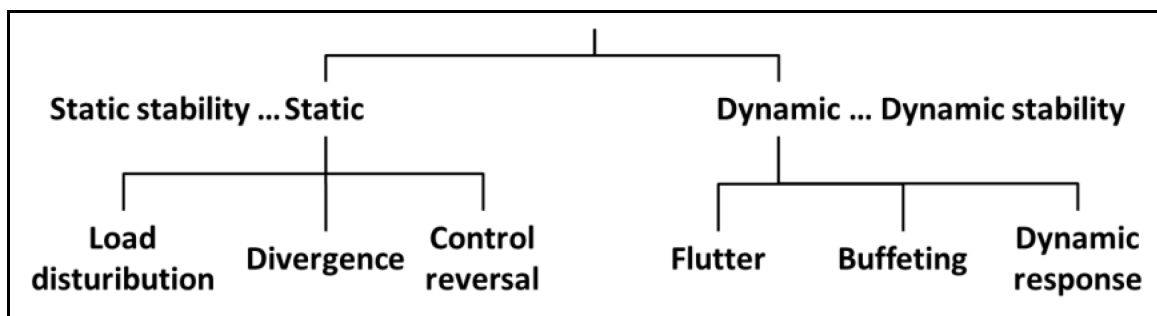 Static stability ... Static
Dynamic ... Dynamic stability
Load
disturibution
Divergence
Control
reversal
Flutter
Buffeting
Dynamic
response